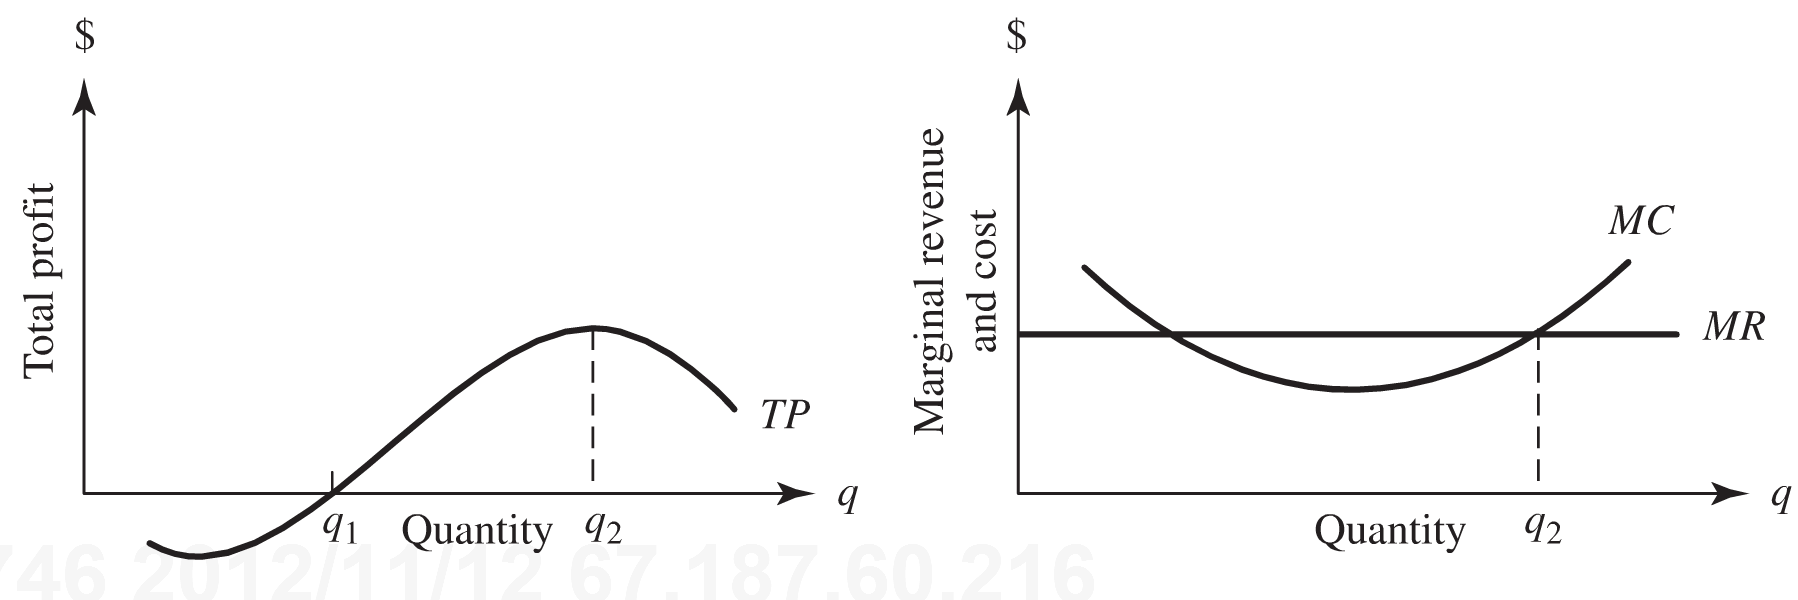 $
Total profit
TP
q
q1
Quantity
q2
$
Marginal revenue
and cost
MC
MR
q
Quantity
q2
746 2012/11/12 67.187.60.216